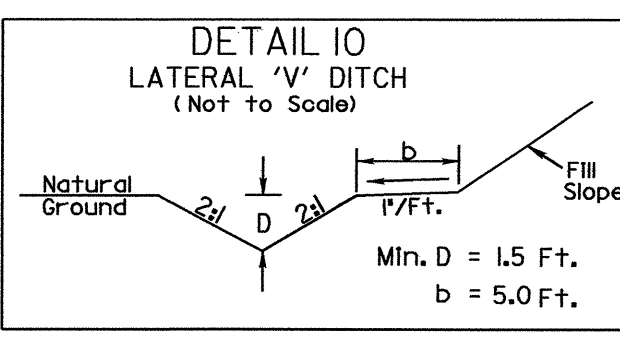 DETAIL 10
LATERAL 'V' DITCH
(Not to Scale)
Natural
Ground
2:1
D
2:1
b
1"/Ft.
Fill
Slope
Min. D = 1.5 Ft.
b = 5.0 Ft.